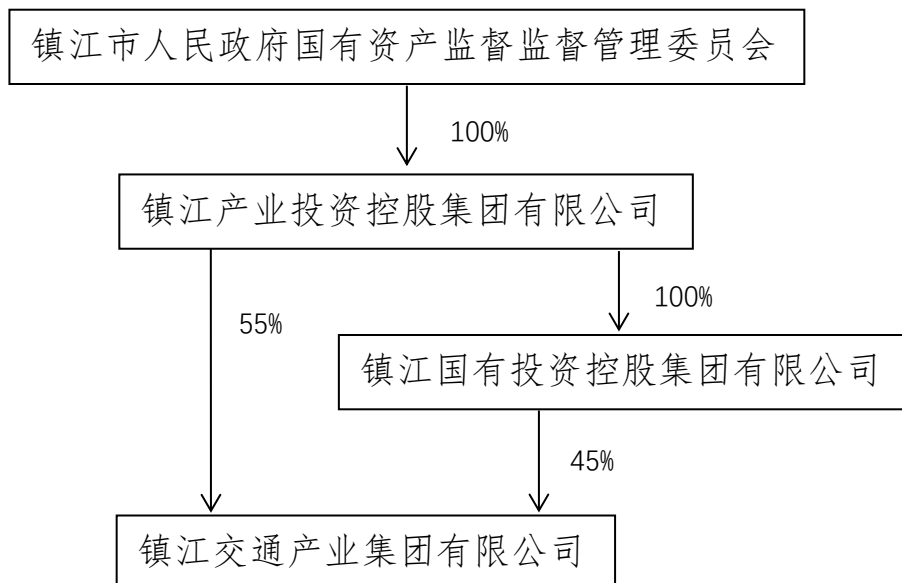 镇江市人民政府国有资产监督监督管理委员会
100%
镇江产业投资控股集团有限公司
55%
100%
镇江国有投资控股集团有限公司
45%
镇江交通产业集团有限公司